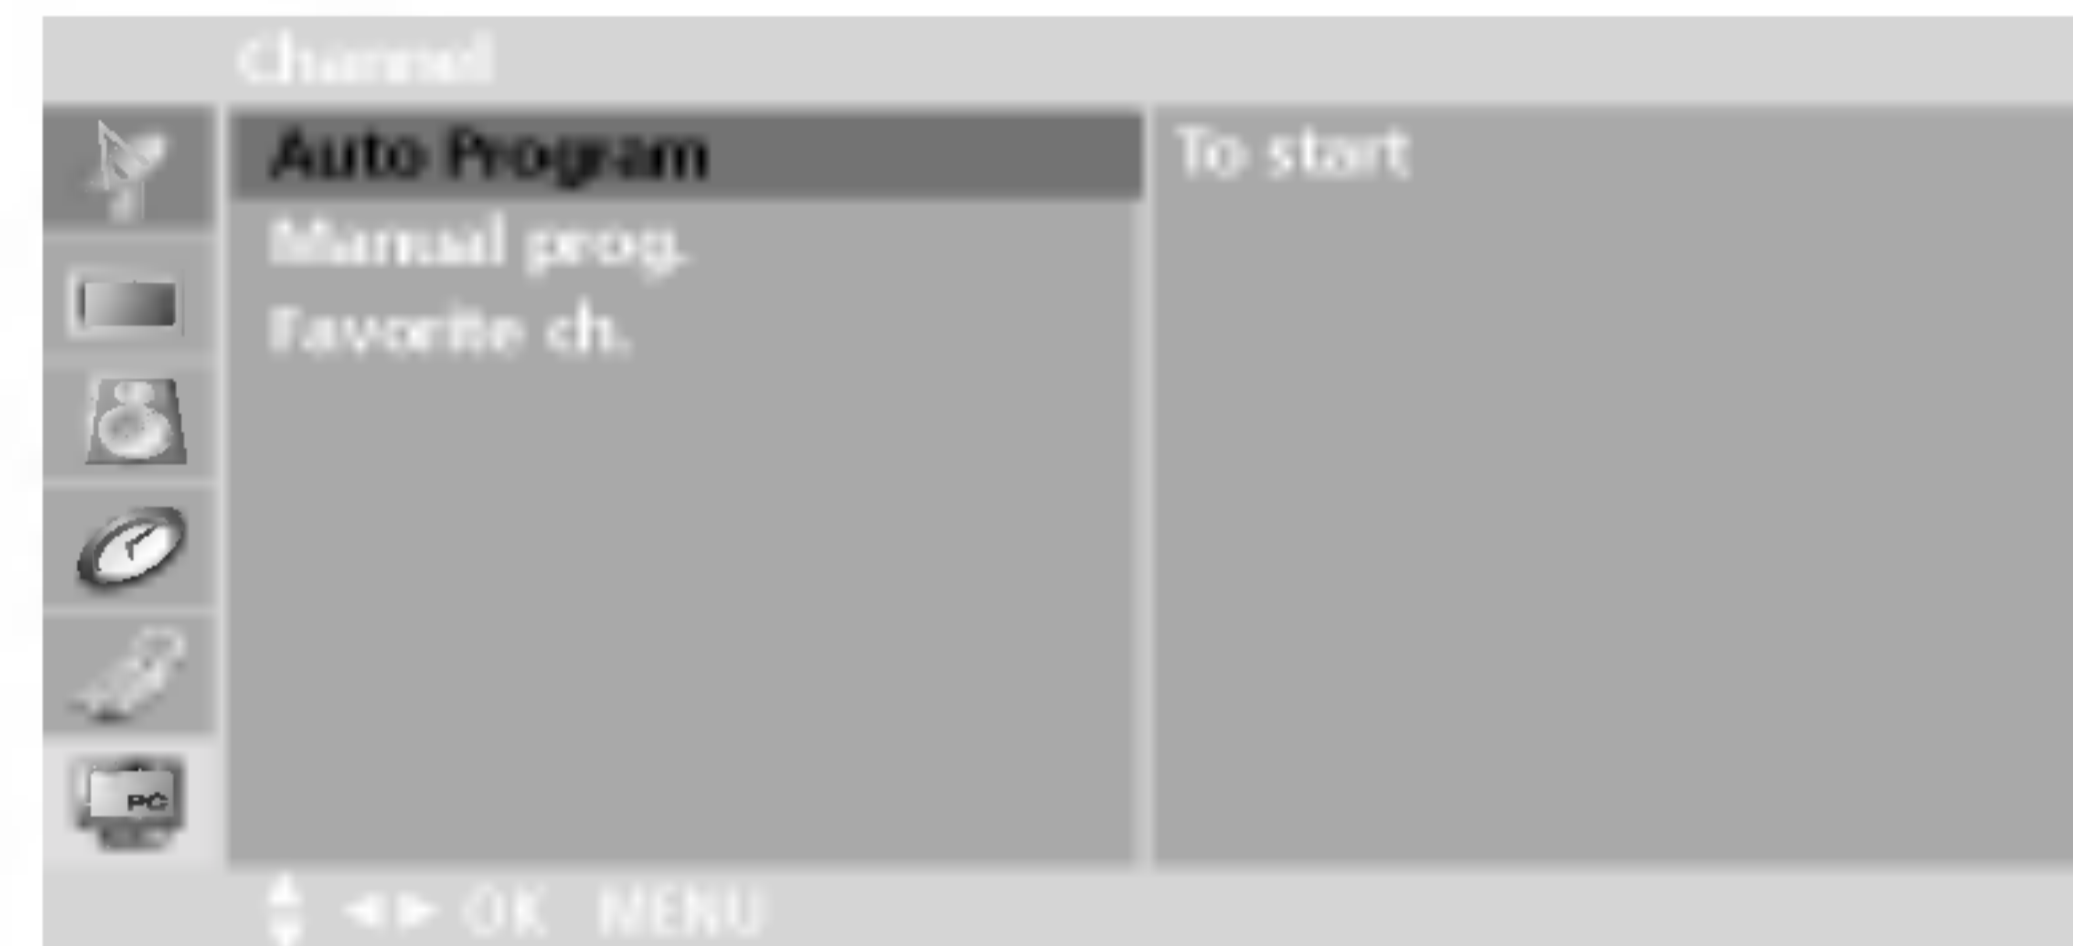 Channel
Auto Program To start
Manual prog.
Favorite ch.
PC
OK MENU